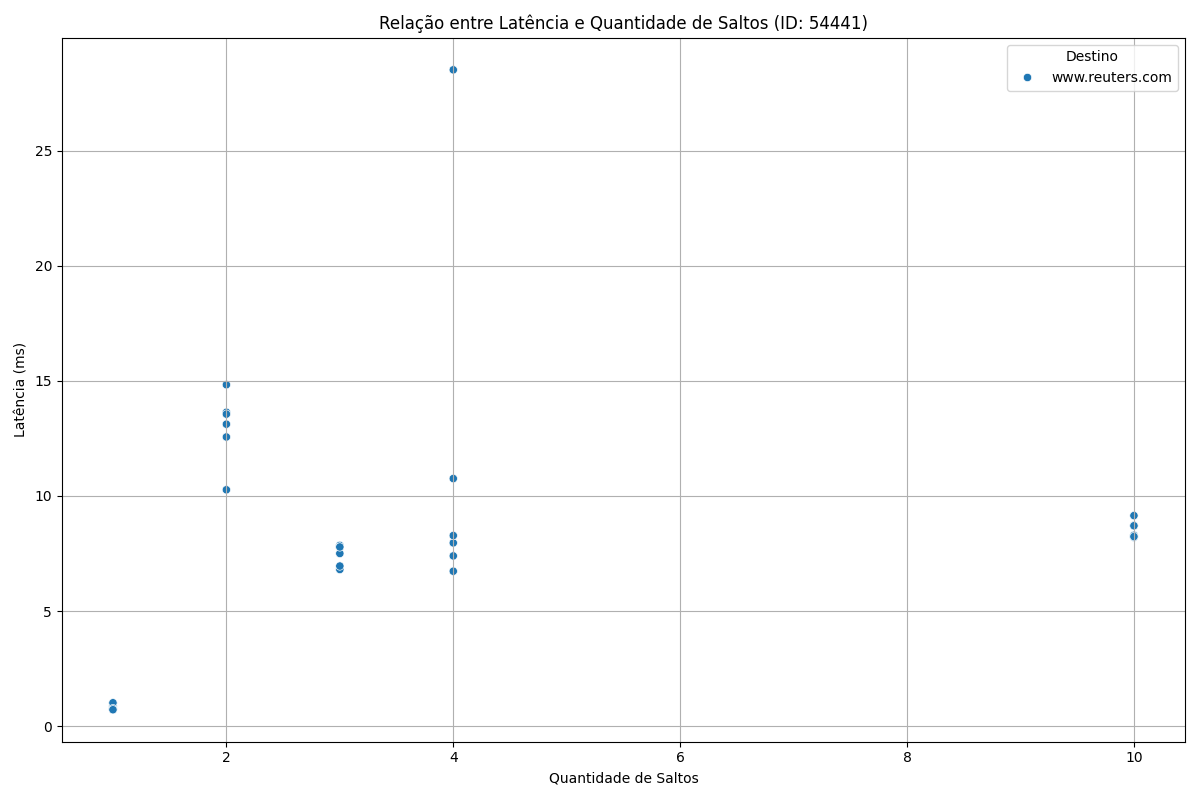 Relação entre Latência e Quantidade de Saltos (ID: 54441)
Destino
www.reuters.com
Latência (ms)
25
20
15
10
5
0
2
4
6
8
10
Quantidade de Saltos